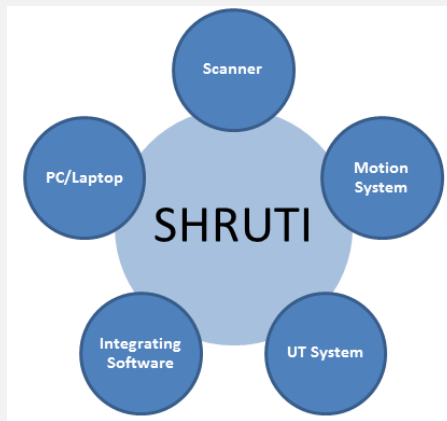 Scanner
PC/Laptop
Motion
System
SHRUTI
Integrating
Software
UT System